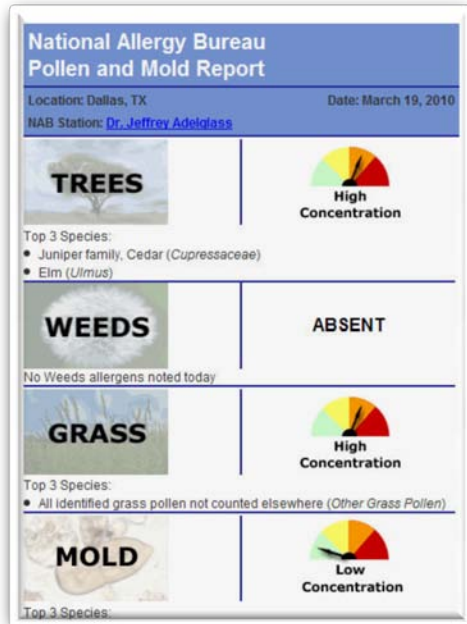 National Allergy Bureau
Pollen and Mold Report
Location: Dallas, TX Date: March 19, 2010
NAB Station: Dr. Jeffrey Adelglass
TREES
High
Concentration
Top 3 Species:
• Juniper family, Cedar (Cupressaceae)
• Elm (Ulmus)
WEEDS
ABSENT
No Weeds allergens noted today
GRASS
High
Concentration
Top 3 Species:
• All identified grass pollen not counted elsewhere (Other Grass Pollen)
MOLD
Low
Concentration
Top 3 Species: